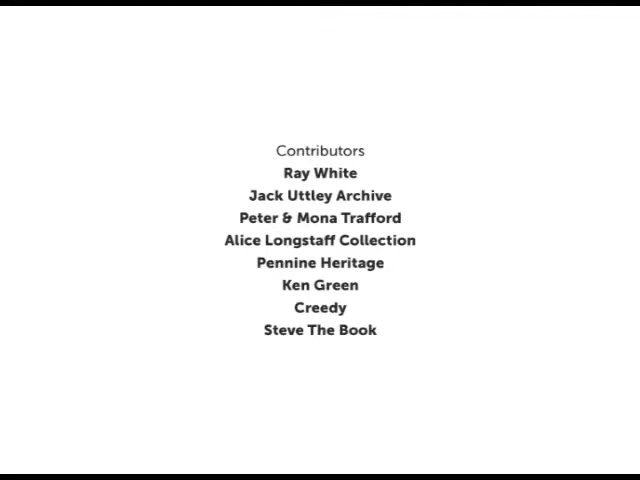 Contributors
Ray White
Jack Uttley Archive
Peter & Mona Trafford
Alice Longstaff Collection
Pennine Heritage
Ken Green
Creedy
Steve The Book